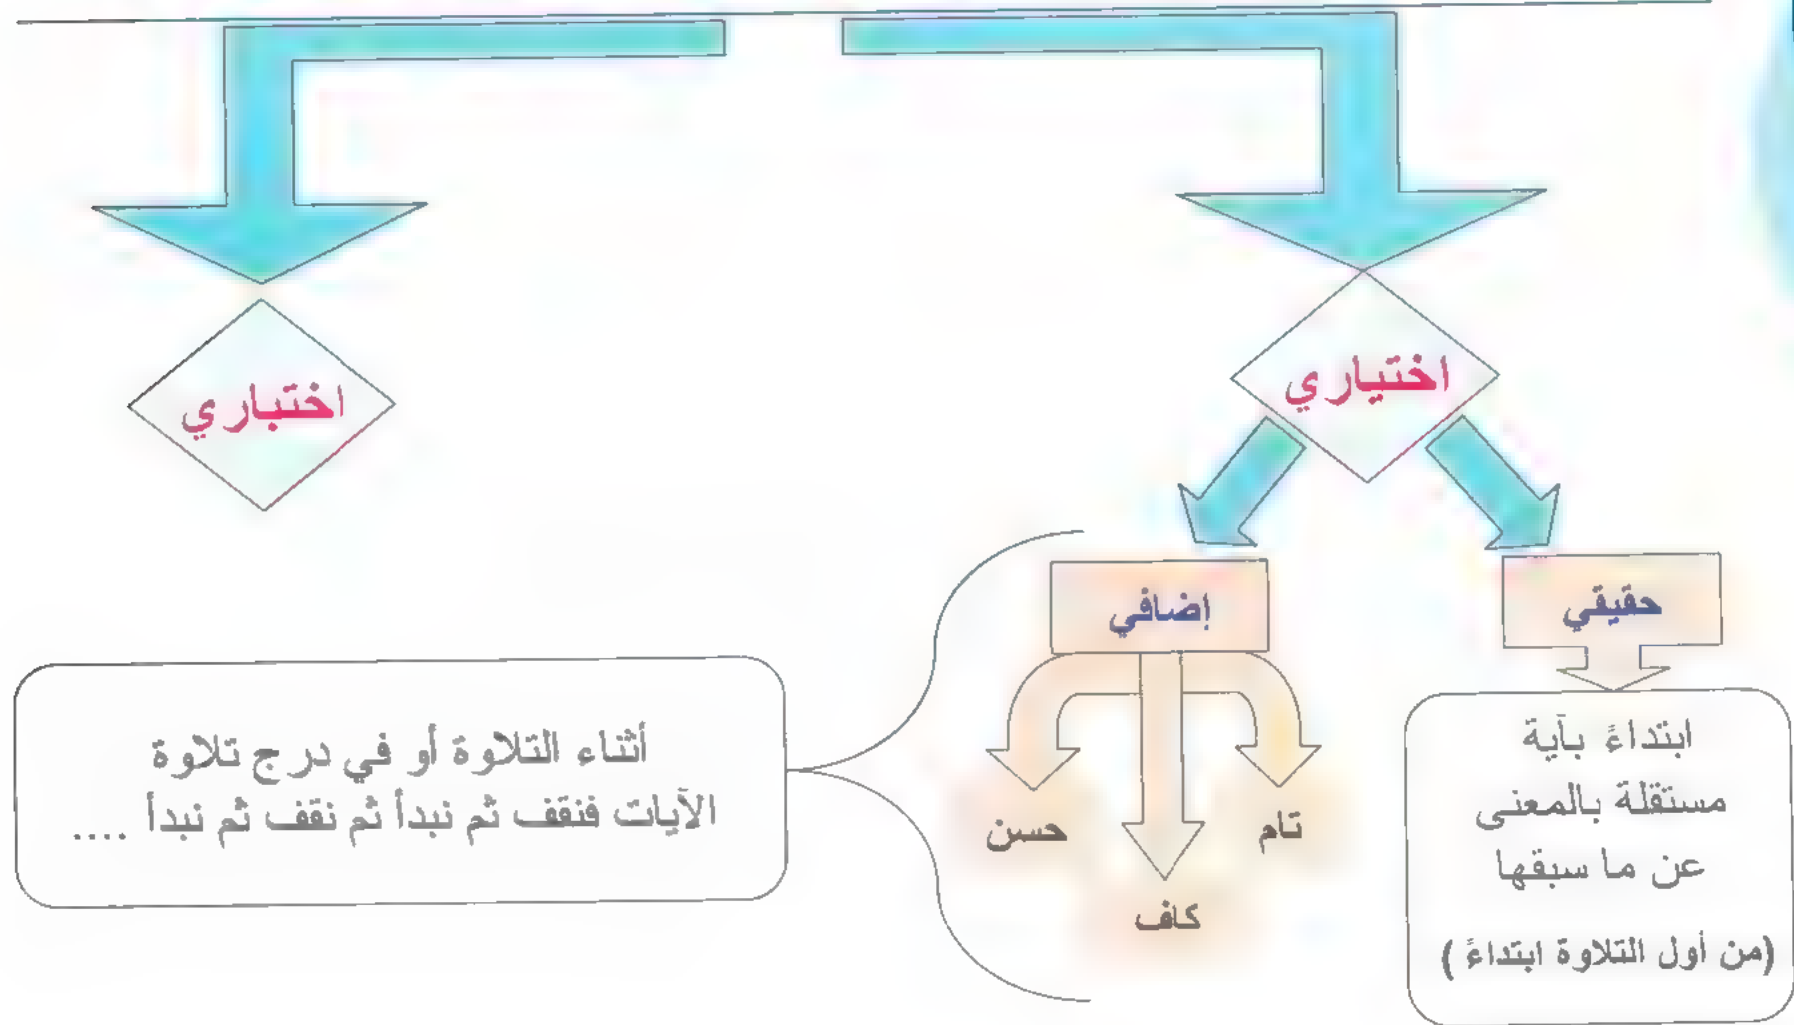 اختياري
اختباري
حقيقي
إضافي
ابتداءً بآية
مستقلة بالمعنى
عن ما سبقها
(من أول التلاوة ابتداءً )
تام
كاف
حسن
أثناء التلاوة أو في درج تلاوة
الآيات فنقف ثم نبدأ ثم نقف ثم نبدأ ....